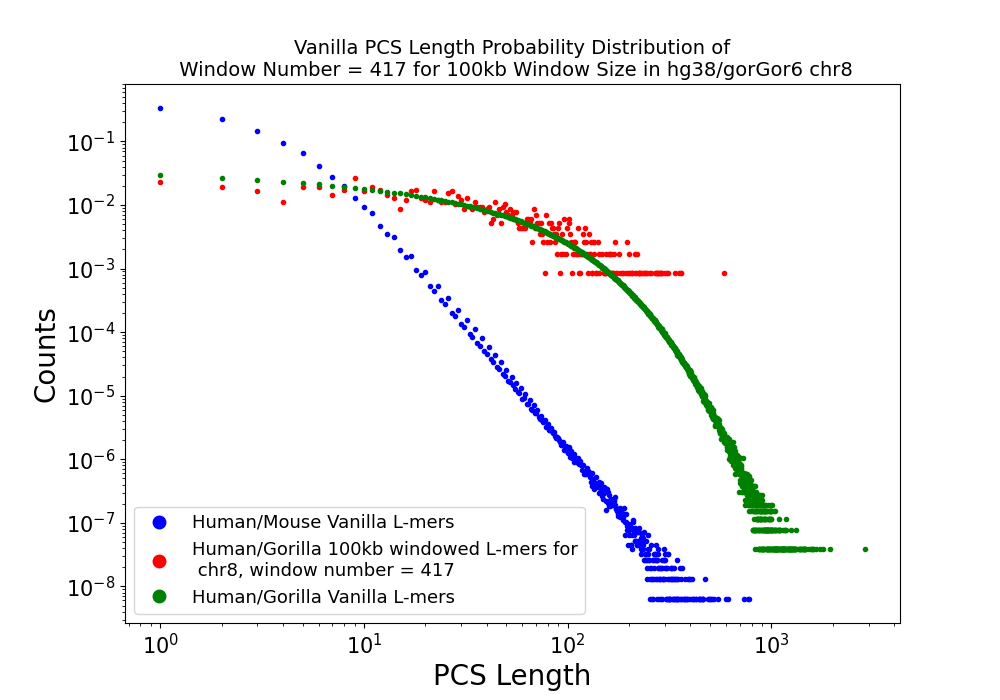 Vanilla PCS Length Probability Distribution of
Window Number = 417 for 100kb Window Size in hg38/gorGor6 chr8
Counts
10⁻¹
10⁻²
10⁻³
10⁻⁴
10⁻⁵
10⁻⁶
10⁻⁷
10⁻⁸
Human/Mouse Vanilla L-mers
Human/Gorilla 100kb windowed L-mers for
chr8, window number = 417
Human/Gorilla Vanilla L-mers
10⁰ 10¹ 10² 10³
PCS Length